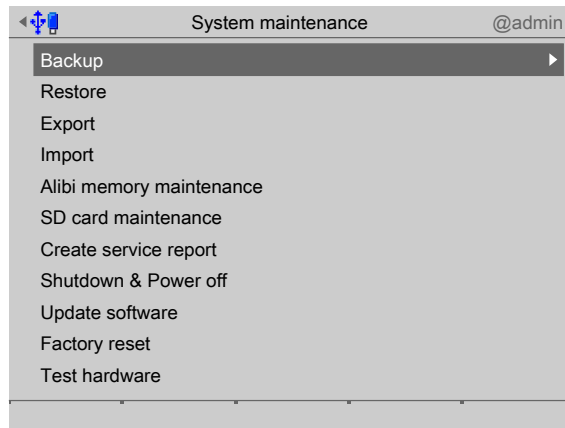 System maintenance @admin
Backup
Restore
Export
Import
Alibi memory maintenance
SD card maintenance
Create service report
Shutdown & Power off
Update software
Factory reset
Test hardware